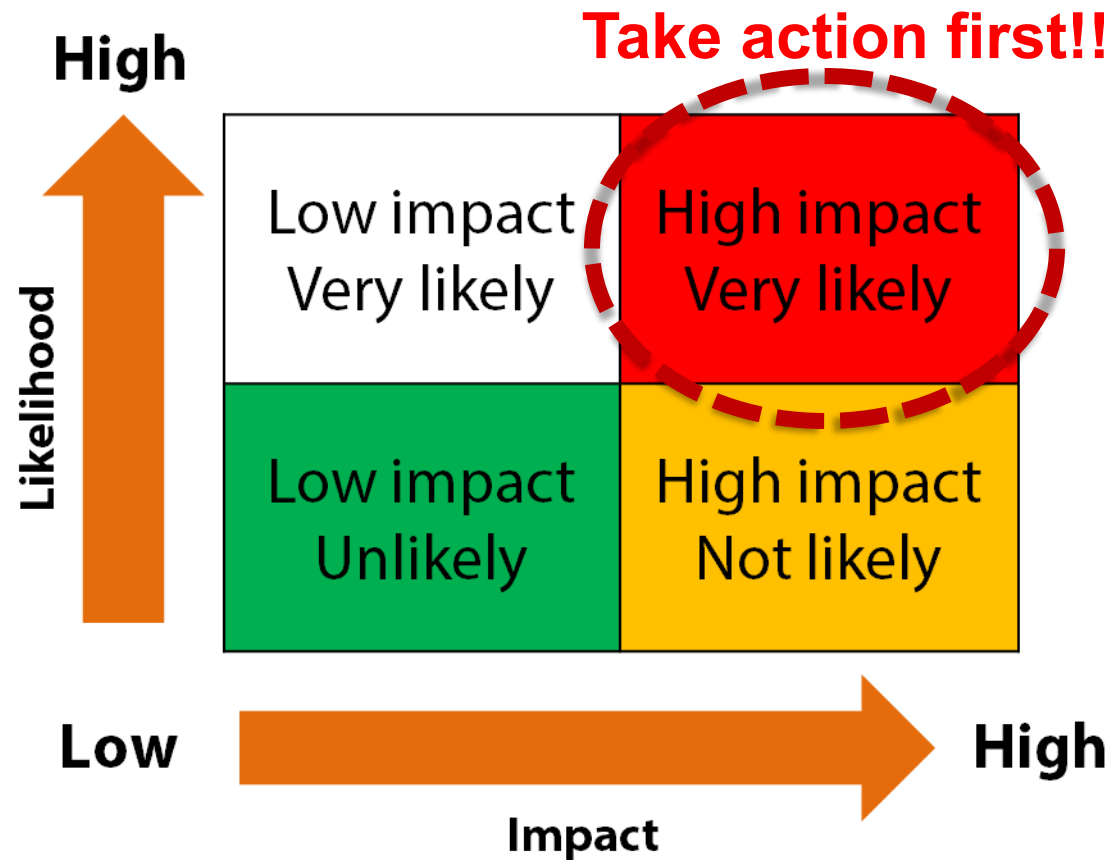 Take action first!!
High
Low impact
Very likely
High impact
Very likely
Likelihood
Low impact
Unlikely
High impact
Not likely
Low
High
Impact